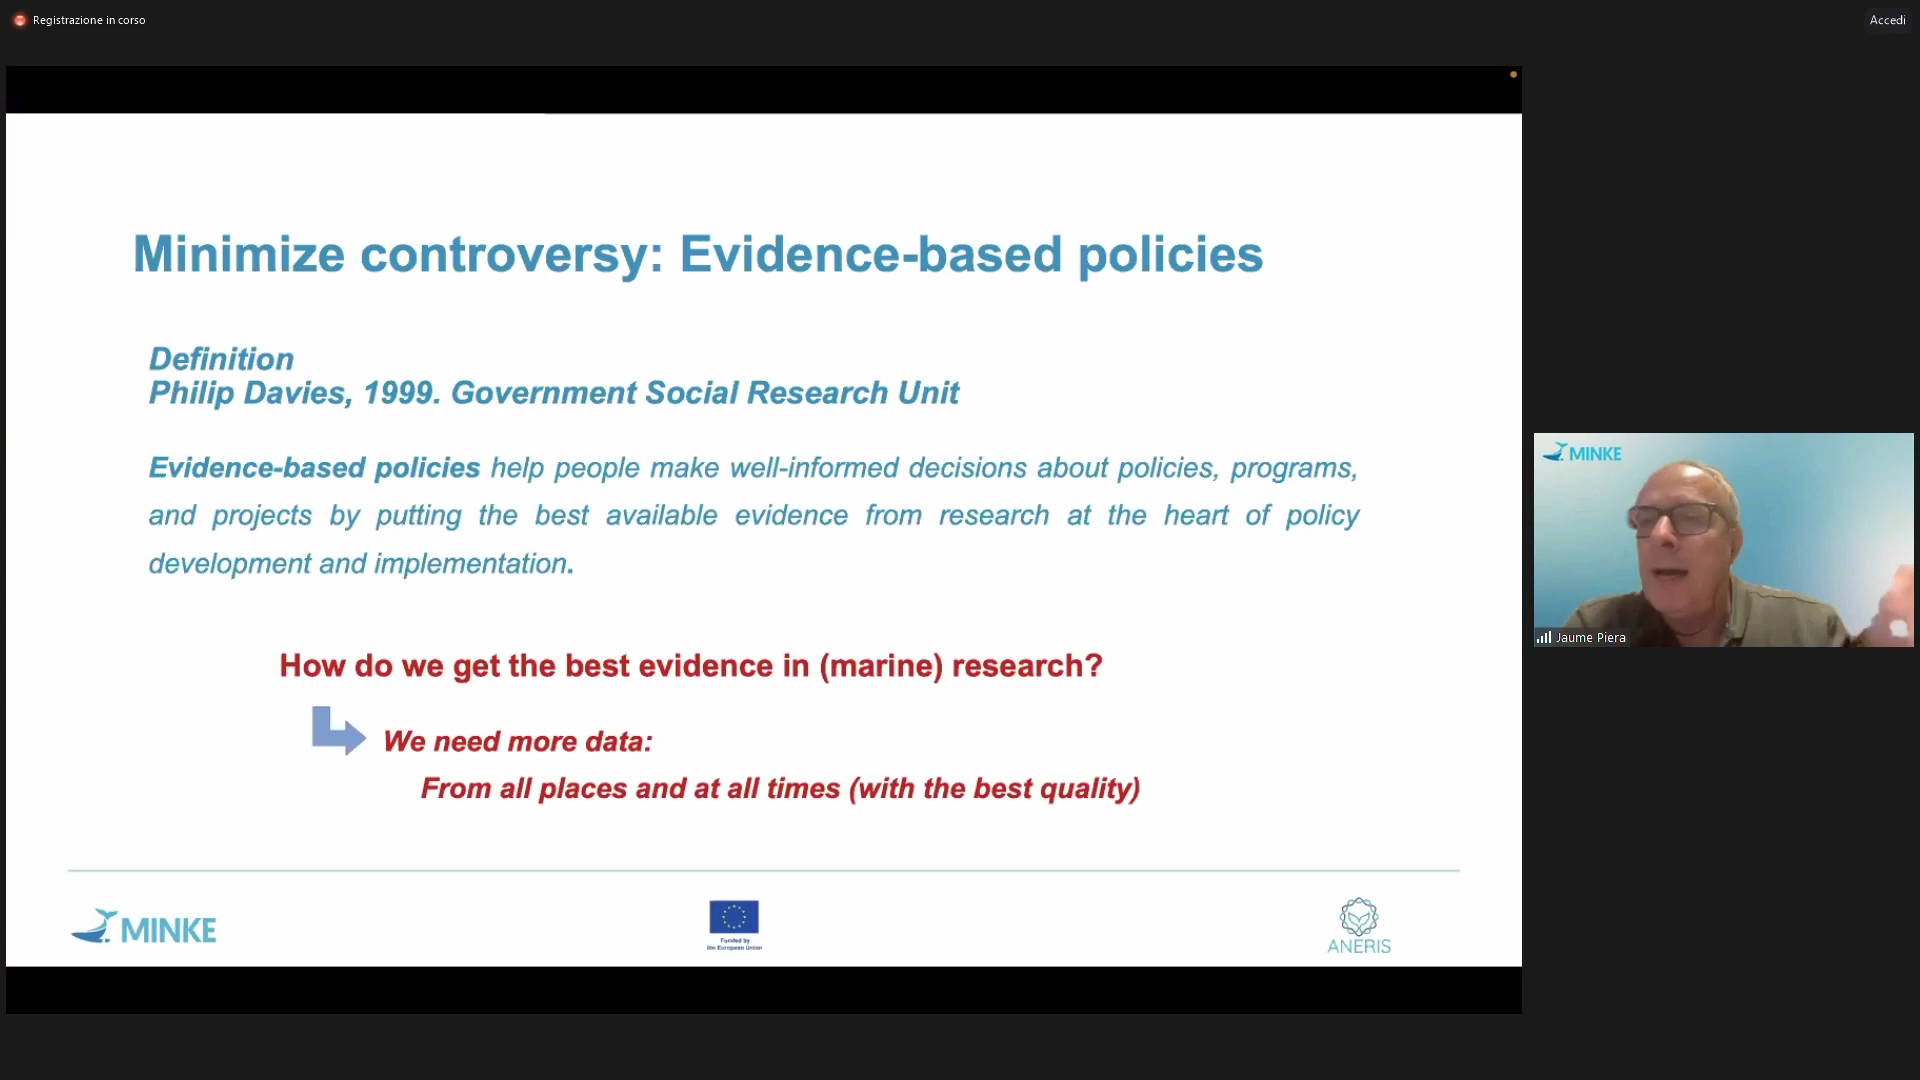 Registrazione in corso
Accedi
Minimize controversy: Evidence-based policies
Definition
Philip Davies, 1999. Government Social Research Unit
Evidence-based policies help people make well-informed decisions about policies, programs,
and projects by putting the best available evidence from research at the heart of policy
development and implementation.
How do we get the best evidence in (marine) research?
We need more data:
From all places and at all times (with the best quality)
MINKE
Funded by
the European Union
ANERIS
MINKE
Jaume Piera